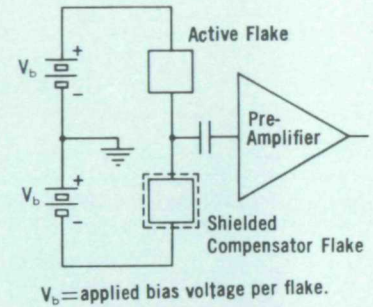 Active Flake
+
V_b
−
Pre-
Amplifier
+
V_b
−
Shielded
Compensator Flake
V_b=applied bias voltage per flake.